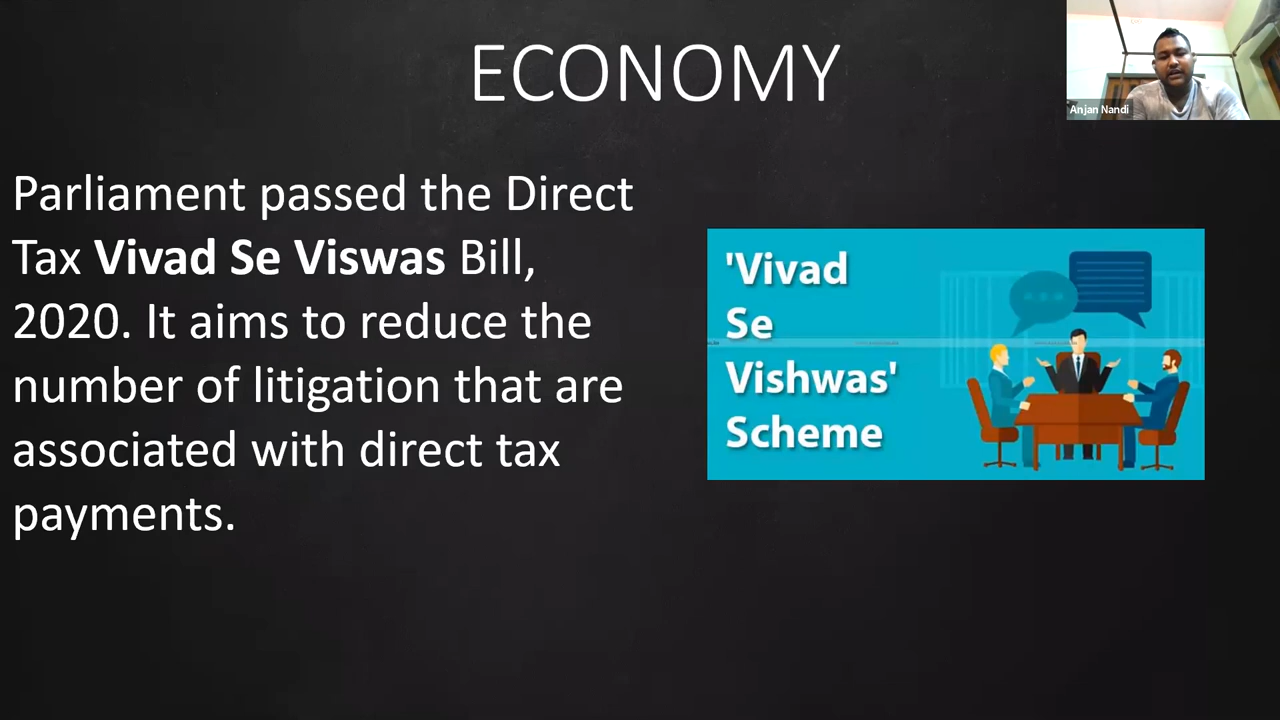 ECONOMY
Anjan Nandi
Parliament passed the Direct
Tax Vivad Se Viswas Bill,
2020. It aims to reduce the
number of litigation that are
associated with direct tax
payments.
'Vivad
Se
Vishwas'
Scheme